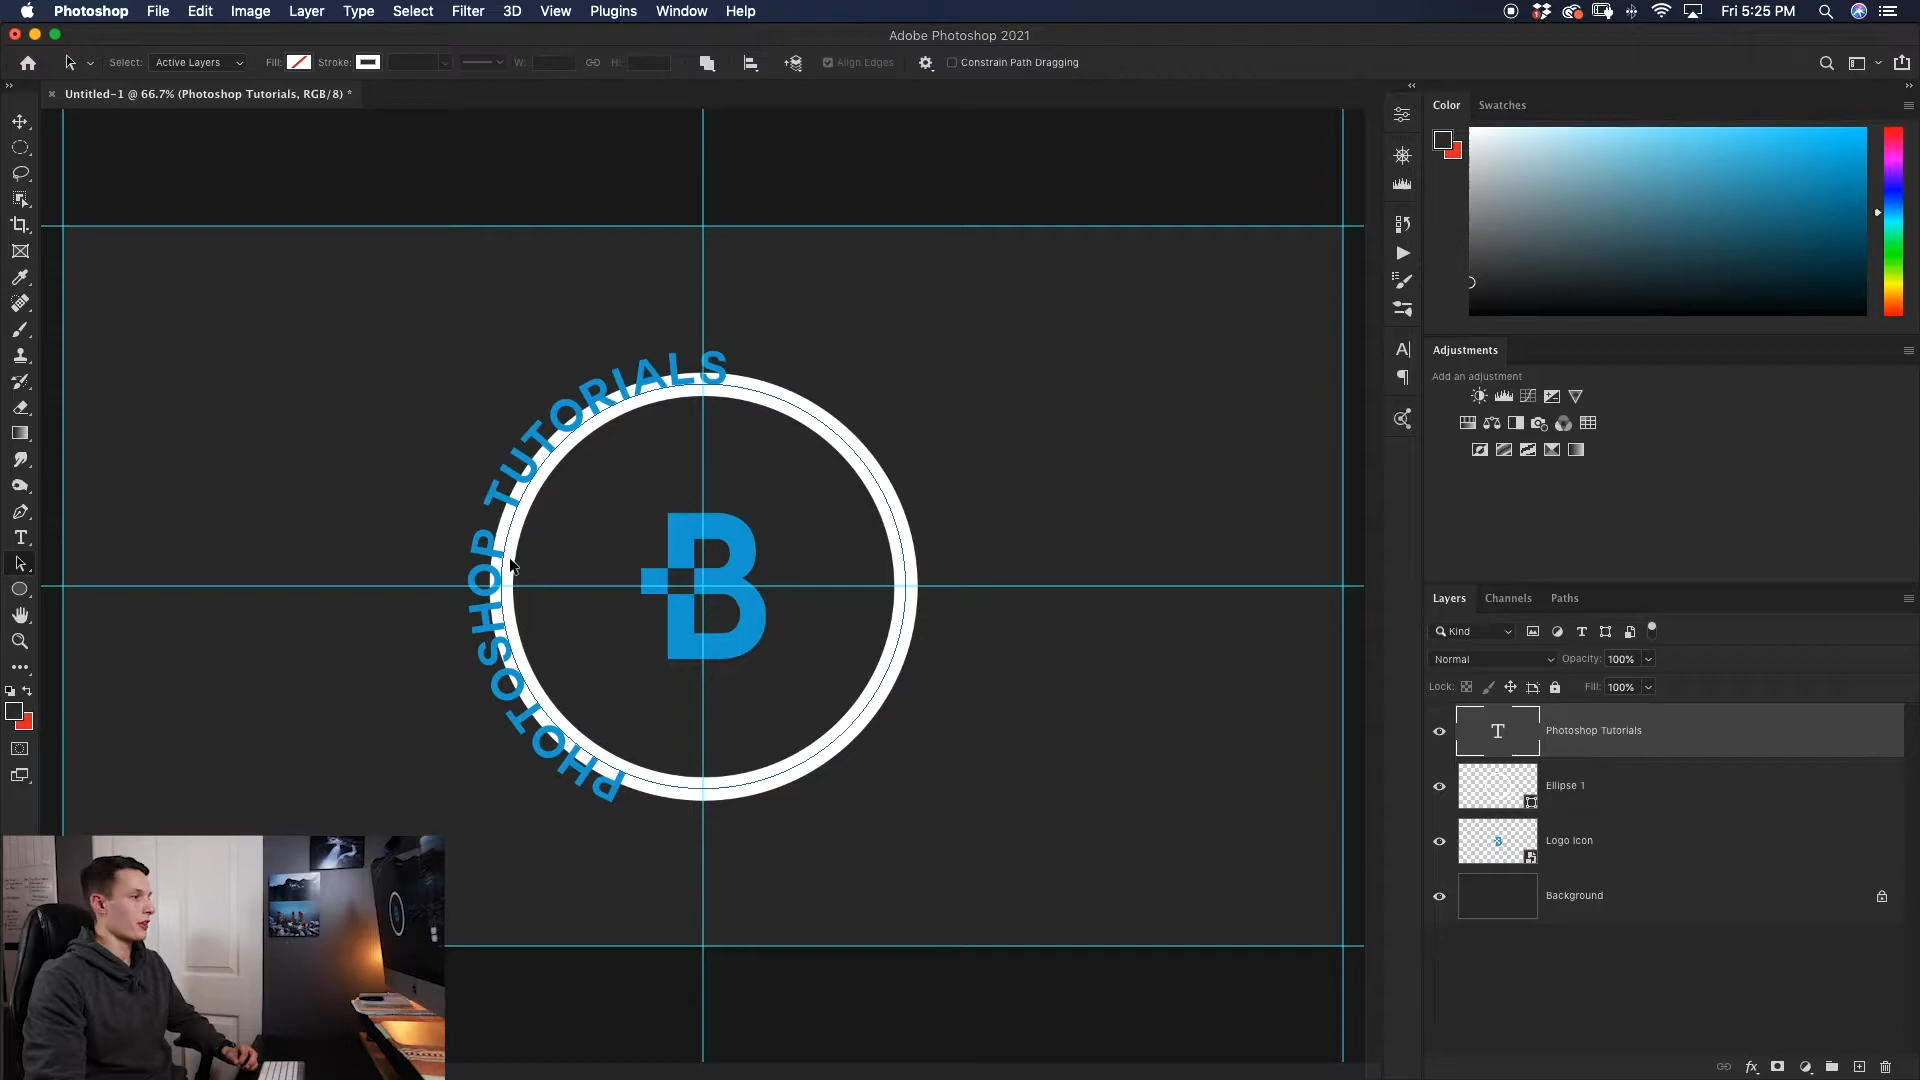 Photoshop File Edit Image Layer Type Select Filter 3D View Plugins Window Help Fri 5:25 PM
Adobe Photoshop 2021
Select: Active Layers Fill: Stroke: W: H: Align Edges Constrain Path Dragging
Untitled-1 @ 66.7% (Photoshop Tutorials, RGB/8) *
Color Swatches
PHOTOSHOP TUTORIALS
B
Adjustments
Add an adjustment
Layers Channels Paths
Kind
Normal Opacity: 100%
Lock: Fill: 100%
T Photoshop Tutorials
Ellipse 1
Logo Icon
Background